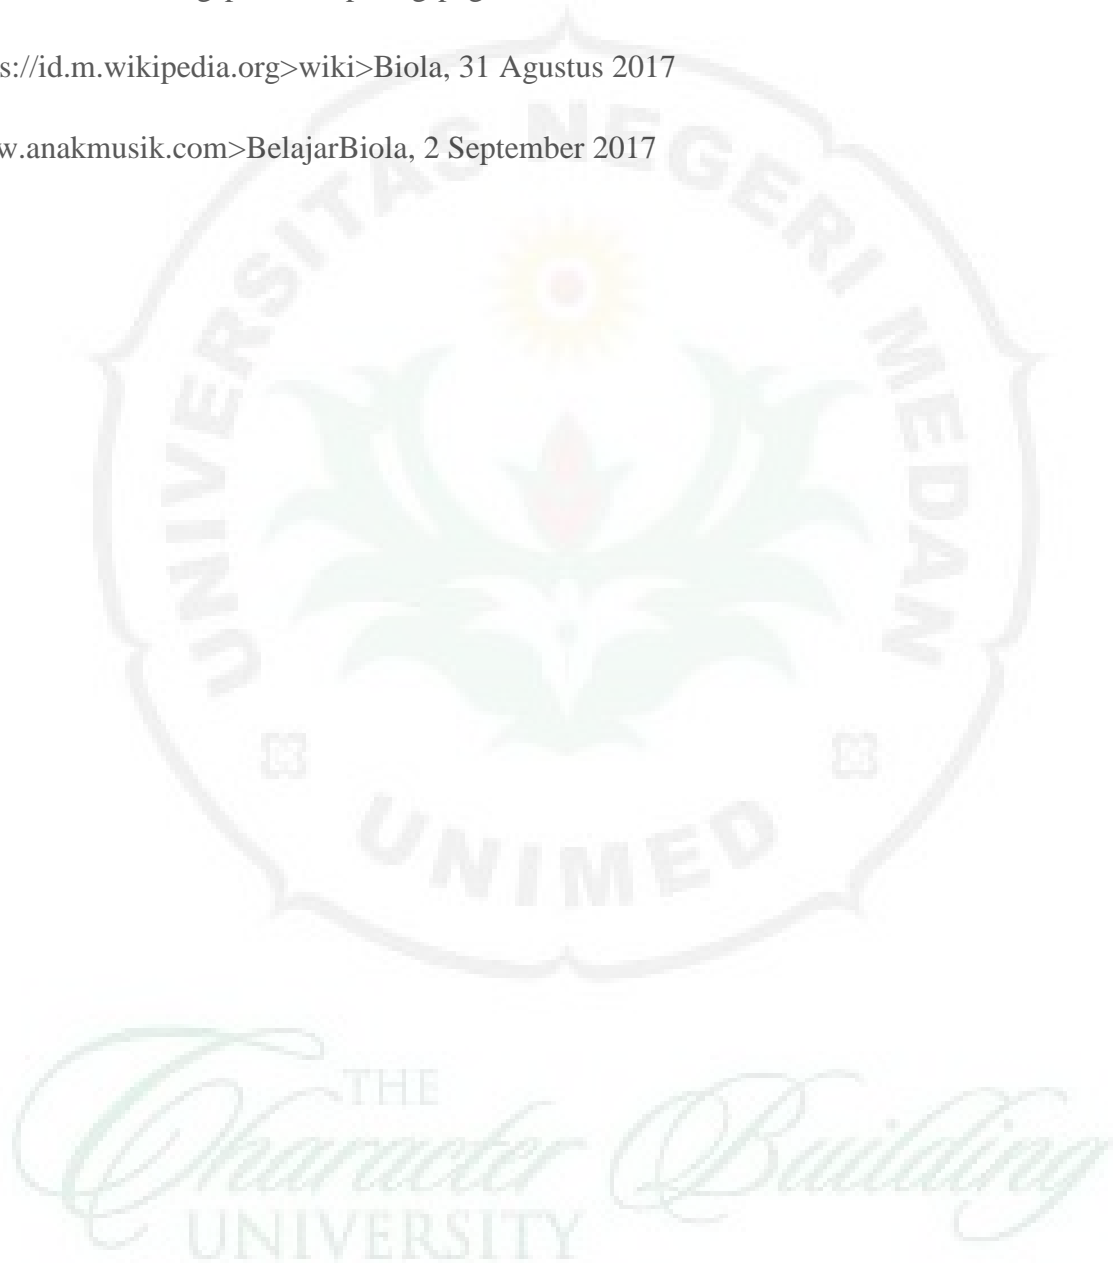 s://id.m.wikipedia.org>wiki>Biola, 31 Agustus 2017
w.anakmusik.com>BelajarBiola, 2 September 2017
UNIVERSITAS NEGERI MEDAN
UNIMED
THE
Character Building
UNIVERSITY